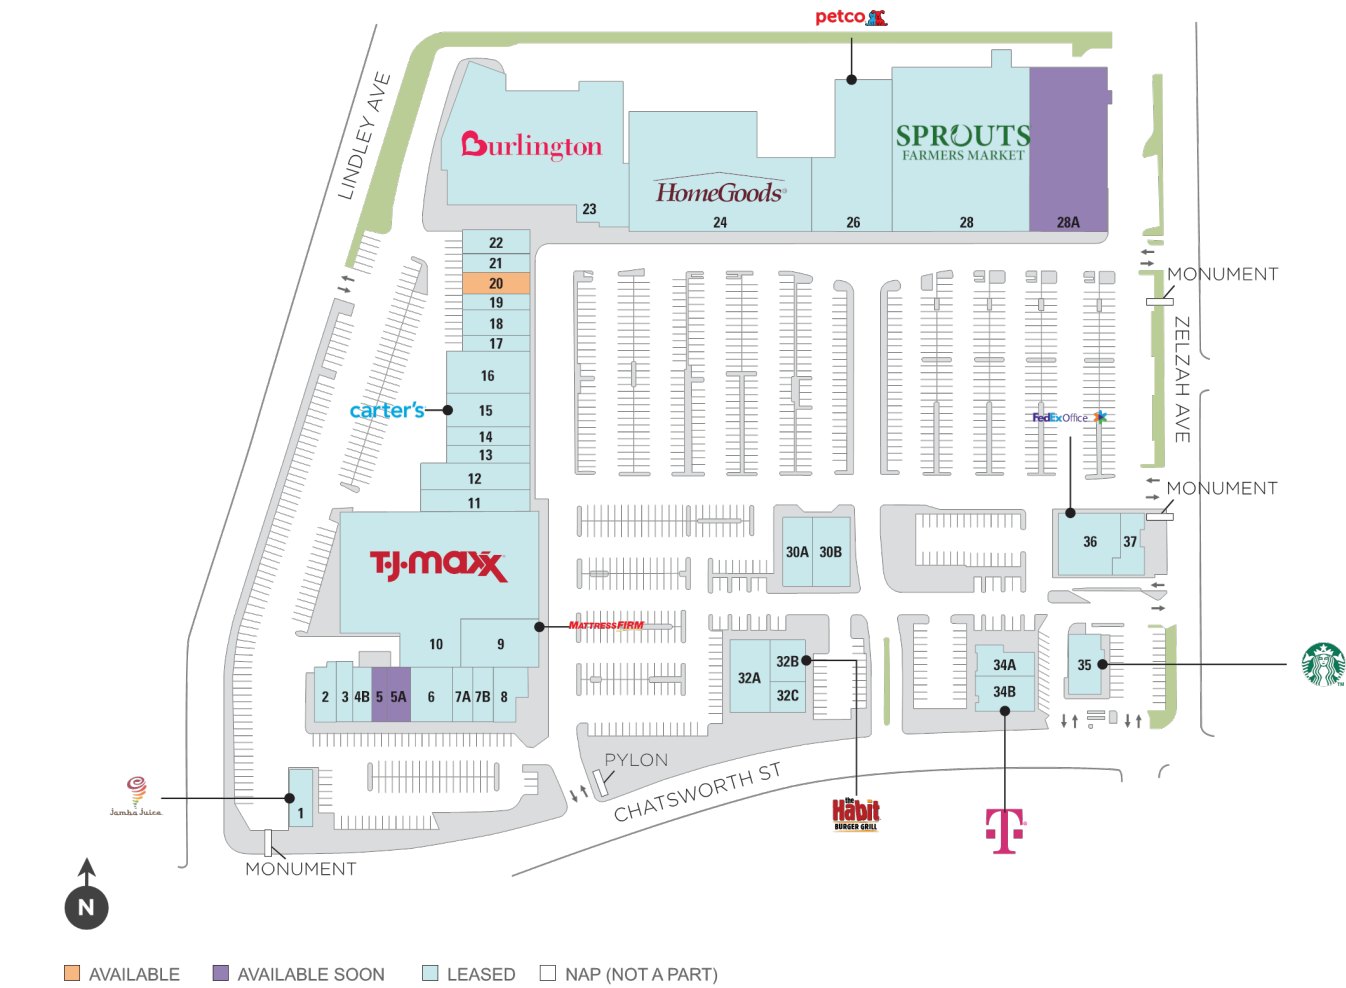 petco
LINDLEY AVE
Burlington
HomeGoods
SPROUTS
FARMERS MARKET
23
24
26
28
28A
22
21
20
19
18
17
16
carter's
15
14
13
12
11
MONUMENT
ZELZAH AVE
FedEx Office
MONUMENT
T·J·maxx
30A
30B
36
37
MATTRESSFIRM
10
9
32A
32B
32C
34A
34B
35
2
3
4B
5
5A
6
7A
7B
8
PYLON
CHATSWORTH ST
Jamba Juice
1
the
Habit
BURGER GRILL
T
MONUMENT
N
AVAILABLE
AVAILABLE SOON
LEASED
NAP (NOT A PART)